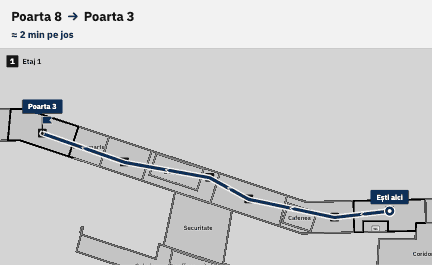 Poarta 8 → Poarta 3
≈ 2 min pe jos
1 Etaj 1
Poarta 3
Ești aici
Cafenea
Securitate